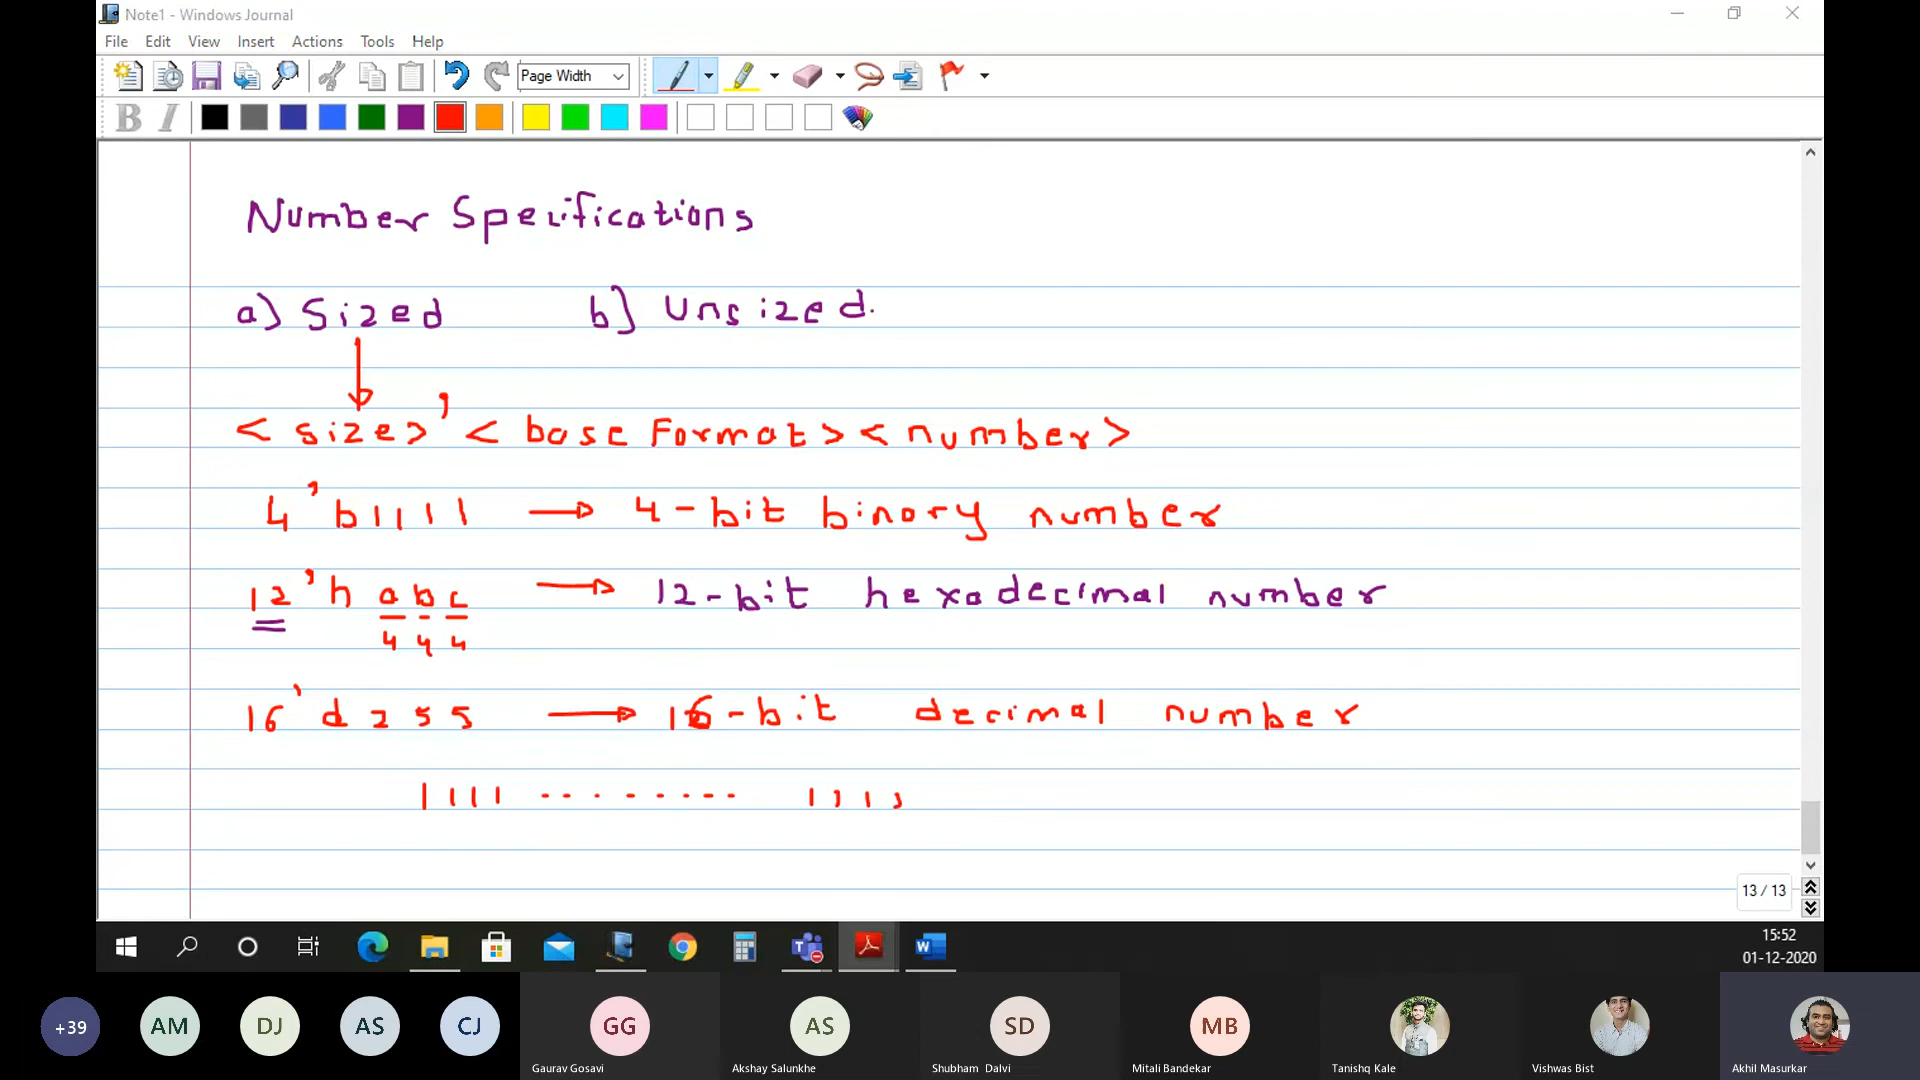 Note1 - Windows Journal
File Edit View Insert Actions Tools Help
Page Width
B I
Number Specifications
a) Sized b) Unsized.
< size>'< base Format><number>
4'b1111 → 4-bit binary number
12'h abc → 12-bit hexadecimal number
4 4 4
16'd255 → 16-bit decimal number
1111 ......... 1111
13 / 13
15:52
01-12-2020
+39 AM DJ AS CJ GG AS SD MB
Gaurav Gosavi Akshay Salunkhe Shubham Dalvi Mitali Bandekar Tanishq Kale Vishwas Bist Akhil Masurkar